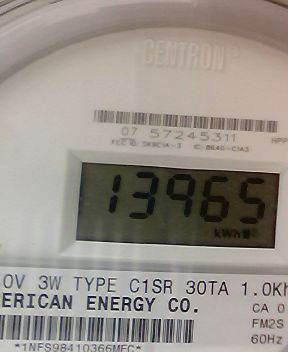 CENTRON
07 57245311
13965
kWh
0V 3W TYPE C1SR 30TA 1.0Kh
ERICAN ENERGY CO.
CA 0
FM2S
60Hz
*1NFS98410366MFC*